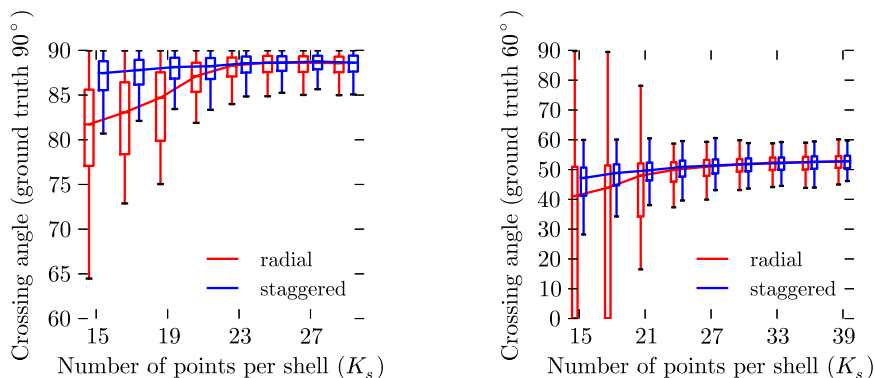 Crossing angle (ground truth 90°)
90
85
80
75
70
65
60
15 19 23 27
Number of points per shell (K_s)
radial
staggered
Crossing angle (ground truth 60°)
90
80
70
60
50
40
30
20
10
0
15 21 27 33 39
Number of points per shell (K_s)
radial
staggered